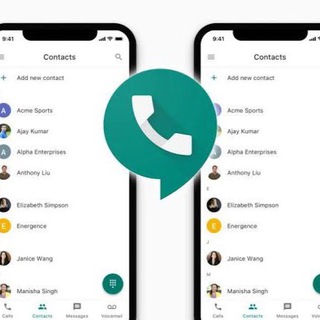 9:41
Contacts
Add new contact
A
Acme Sports
Ajay Kumar
A
Alpha Enterprises
Anthony Liu
Elizabeth Simpson
E
Energence
Janice Wang
Manisha Singh
Calls
Contacts
Messages
Voicemail
9:41
Contacts
Add new contact
Acme Sports
Ajay Kumar
Alpha Enterprises
Anthony Liu
E
Elizabeth Simpson
E
Energence
J
Janice Wang
M
Manisha Singh
Calls
Contacts
Messages
Voicemail